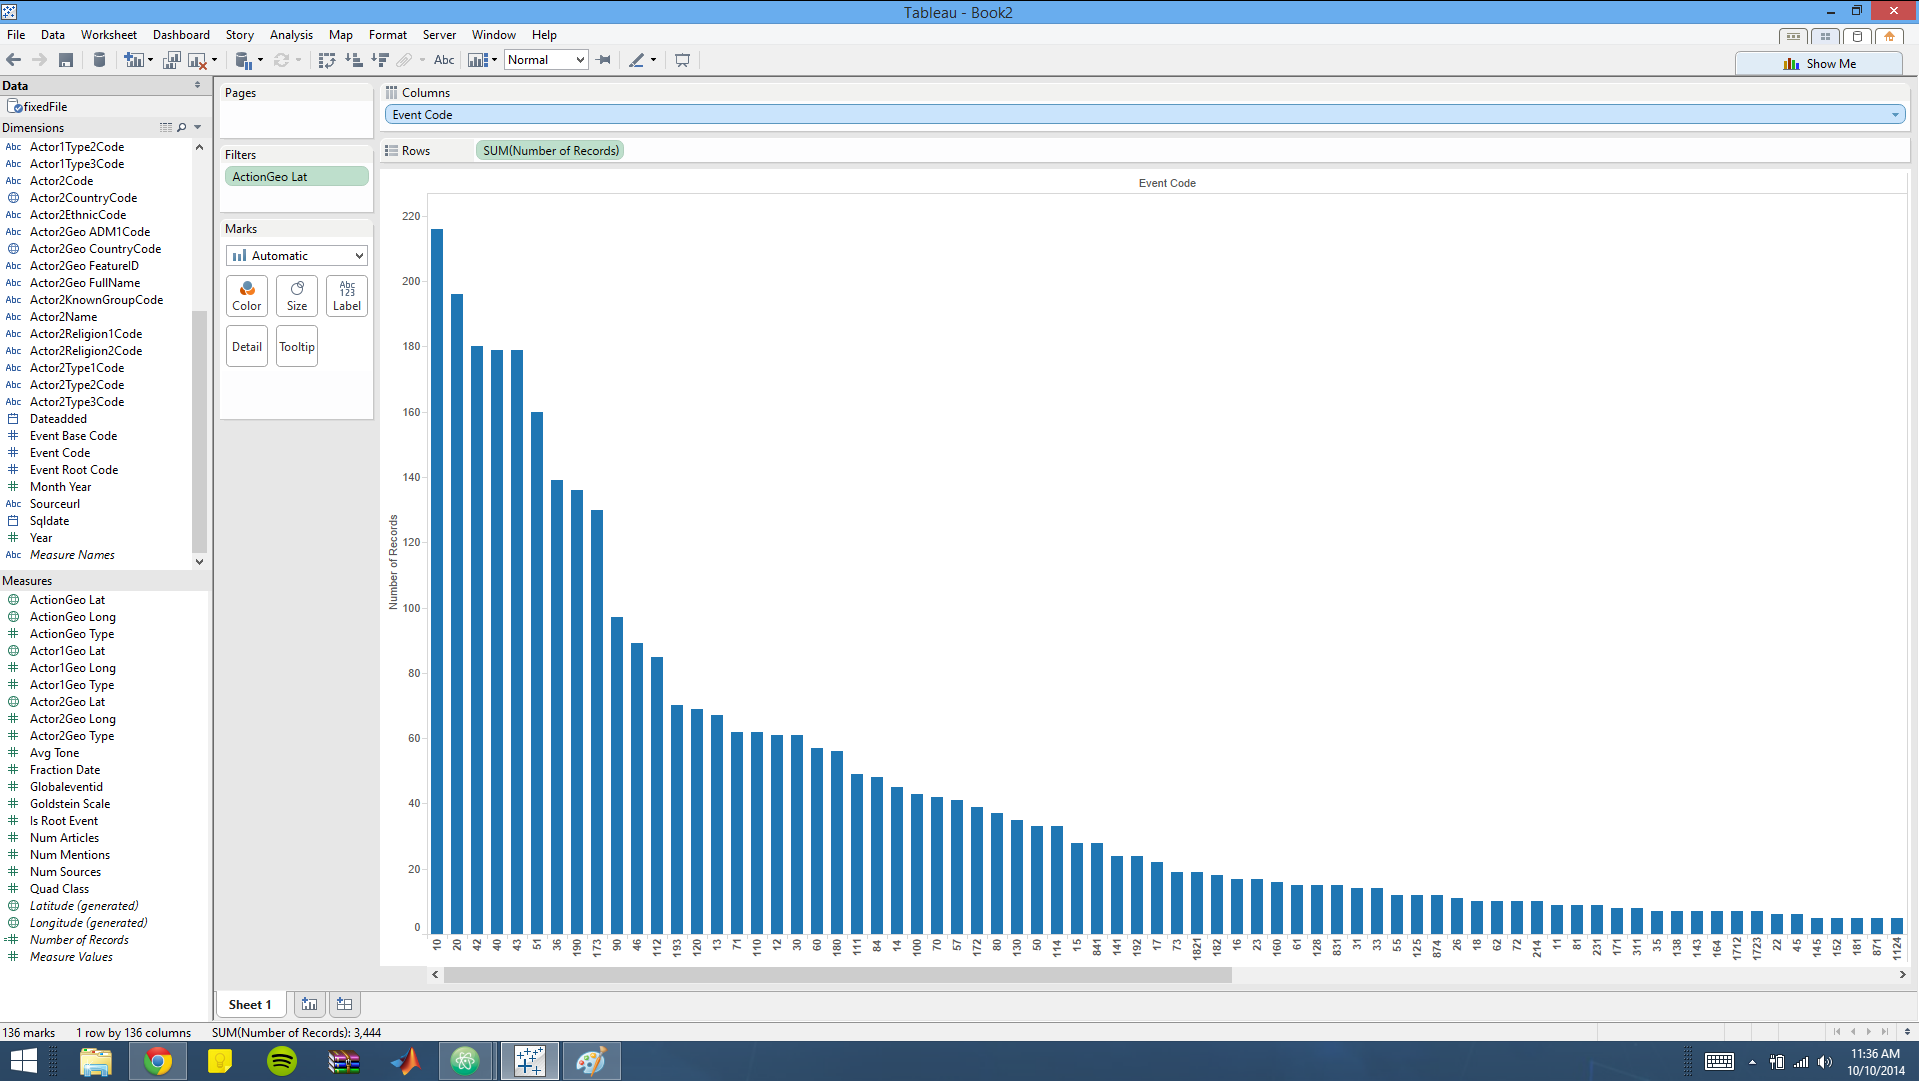 Tableau - Book2
File Data Worksheet Dashboard Story Analysis Map Format Server Window Help
Abc Normal
Show Me
Data
fixedFile
Dimensions
Abc Actor1Type2Code
Abc Actor1Type3Code
Abc Actor2Code
Actor2CountryCode
Abc Actor2EthnicCode
Abc Actor2Geo ADM1Code
Actor2Geo CountryCode
Abc Actor2Geo FeatureID
Abc Actor2Geo FullName
Abc Actor2KnownGroupCode
Abc Actor2Name
Abc Actor2Religion1Code
Abc Actor2Religion2Code
Abc Actor2Type1Code
Abc Actor2Type2Code
Abc Actor2Type3Code
Dateadded
# Event Base Code
# Event Code
# Event Root Code
# Month Year
Abc Sourceurl
Sqldate
# Year
Abc Measure Names
Measures
ActionGeo Lat
ActionGeo Long
# ActionGeo Type
Actor1Geo Lat
# Actor1Geo Long
# Actor1Geo Type
Actor2Geo Lat
# Actor2Geo Long
# Actor2Geo Type
# Avg Tone
# Fraction Date
# Globaleventid
# Goldstein Scale
# Is Root Event
# Num Articles
# Num Mentions
# Num Sources
# Quad Class
Latitude (generated)
Longitude (generated)
=# Number of Records
# Measure Values
Pages
Filters
ActionGeo Lat
Marks
Automatic
Color Size Abc 123 Label
Detail Tooltip
Columns
Event Code
Rows SUM(Number of Records)
Event Code
Number of Records
220
200
180
160
140
120
100
80
60
40
20
0
10 20 42 40 43 51 36 190 173 90 46 112 193 120 13 71 110 12 30 60 180 111 84 14 100 70 57 172 80 130 50 114 15 841 141 192 17 73 1821 182 16 23 160 61 128 831 31 33 55 125 874 26 18 62 72 214 11 81 231 171 311 35 138 143 164 1712 1723 22 45 145 152 181 871 1124
Sheet 1
136 marks 1 row by 136 columns SUM(Number of Records): 3,444
11:36 AM
10/10/2014